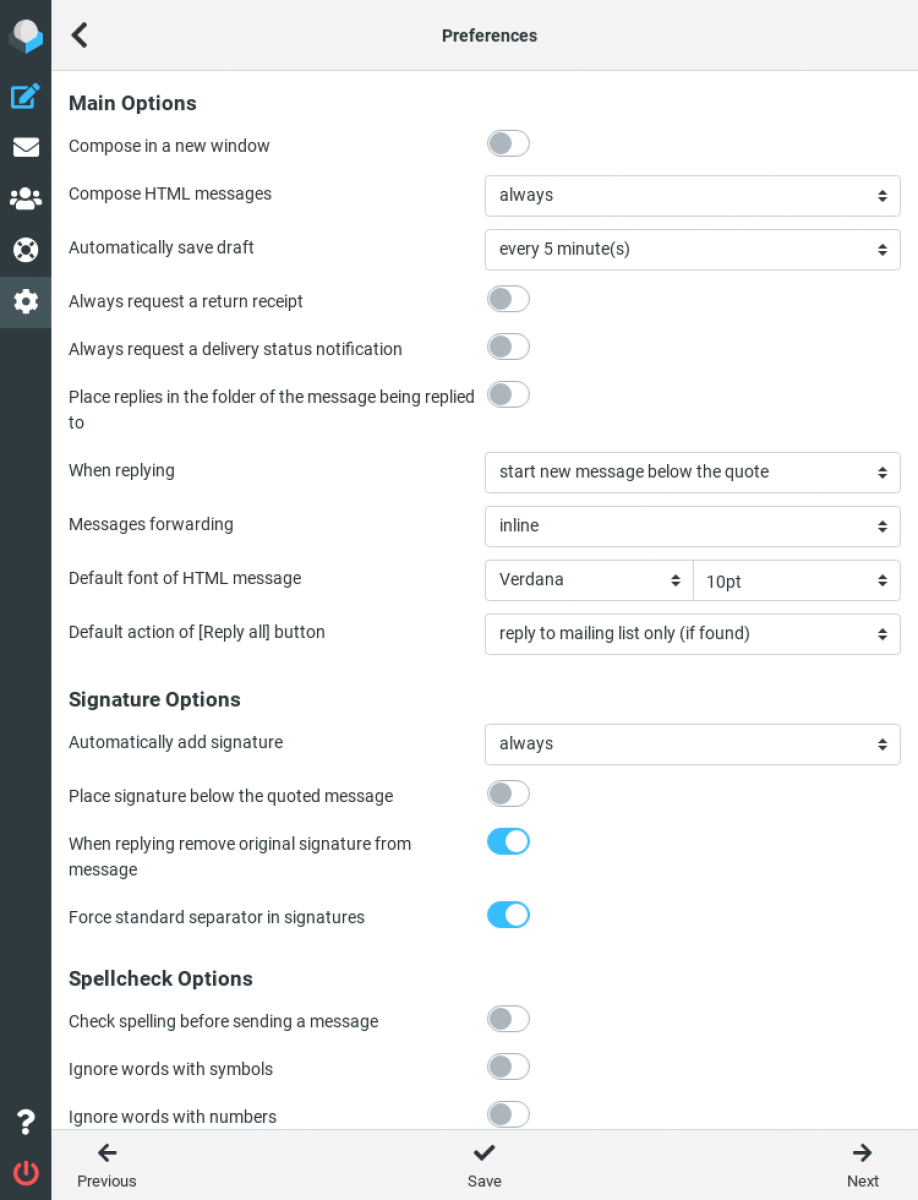 Preferences
Main Options
Compose in a new window
Compose HTML messages always
Automatically save draft every 5 minute(s)
Always request a return receipt
Always request a delivery status notification
Place replies in the folder of the message being replied
to
When replying start new message below the quote
Messages forwarding inline
Default font of HTML message Verdana 10pt
Default action of [Reply all] button reply to mailing list only (if found)
Signature Options
Automatically add signature always
Place signature below the quoted message
When replying remove original signature from
message
Force standard separator in signatures
Spellcheck Options
Check spelling before sending a message
Ignore words with symbols
Ignore words with numbers
Previous Save Next